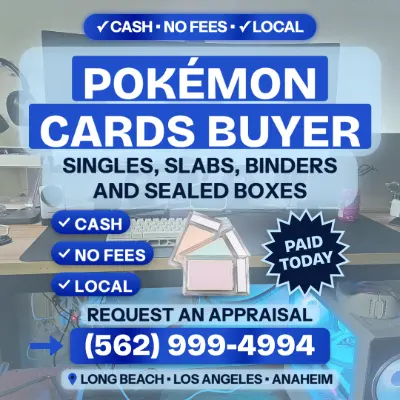 ✓CASH • NO FEES • ✓LOCAL
POKÉMON
CARDS BUYER
SINGLES, SLABS, BINDERS
AND SEALED BOXES
✓ CASH
✓ NO FEES
✓ LOCAL
PAID
TODAY
REQUEST AN APPRAISAL
(562) 999-4994
LONG BEACH • LOS ANGELES • ANAHEIM